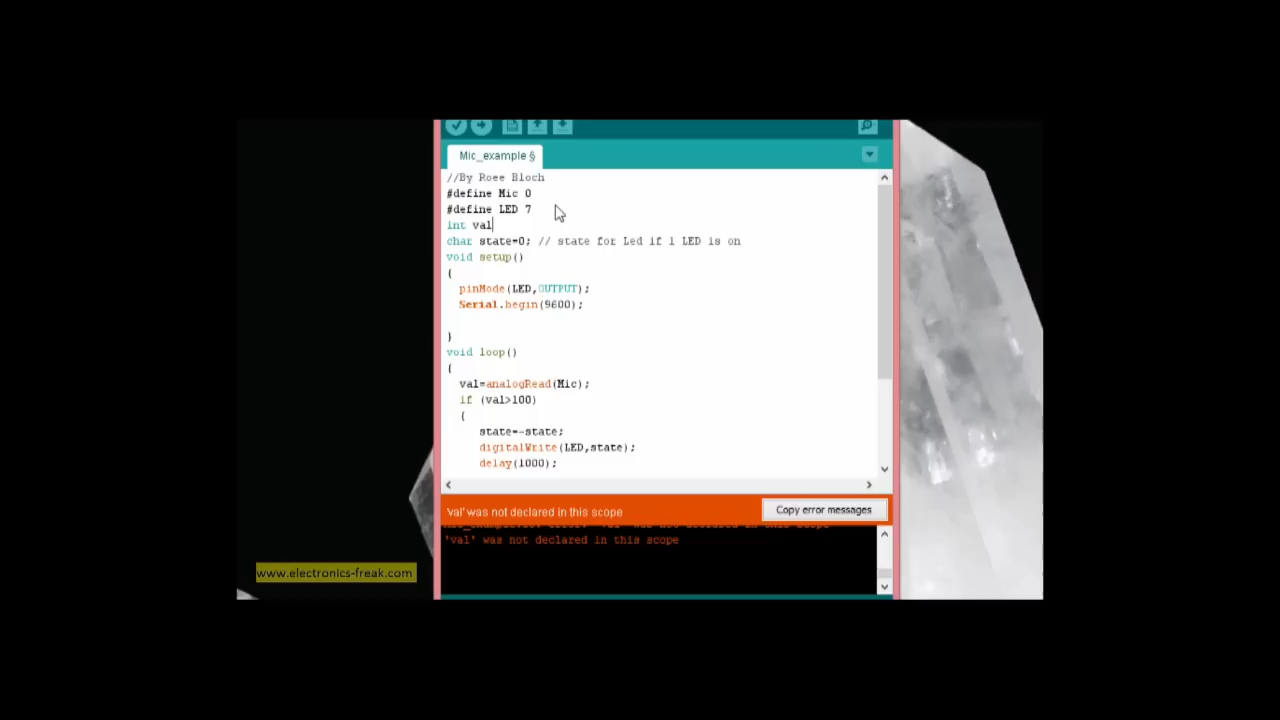 Mic_example §
//By Roee Bloch
#define Mic 0
#define LED 7
int val
char state=0; // state for Led if 1 LED is on
void setup()
{
pinMode(LED,OUTPUT);
Serial.begin(9600);
}
void loop()
{
val=analogRead(Mic);
if (val>100)
{
state=~state;
digitalWrite(LED,state);
delay(1000);
'val' was not declared in this scope
Copy error messages
'val' was not declared in this scope
www.electronics-freak.com